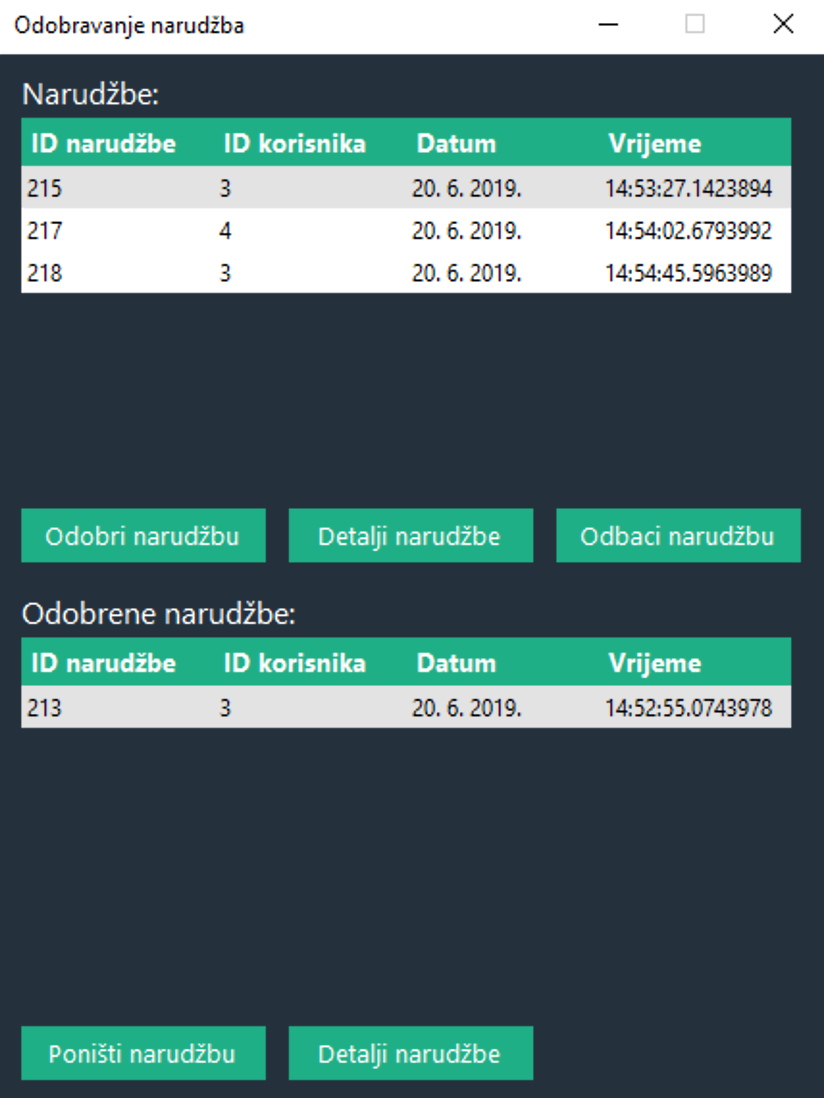 Odobravanje narudžba
Narudžbe:
ID narudžbe ID korisnika Datum Vrijeme
215 3 20. 6. 2019. 14:53:27.1423894
217 4 20. 6. 2019. 14:54:02.6793992
218 3 20. 6. 2019. 14:54:45.5963989
Odobri narudžbu Detalji narudžbe Odbaci narudžbu
Odobrene narudžbe:
ID narudžbe ID korisnika Datum Vrijeme
213 3 20. 6. 2019. 14:52:55.0743978
Poništi narudžbu Detalji narudžbe